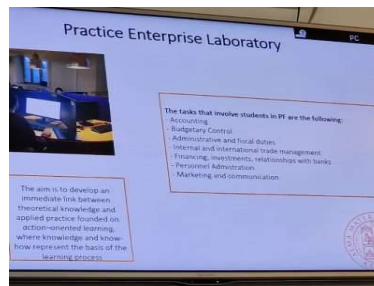 Practice Enterprise Laboratory
PC
The tasks that involve students in PF are the following:
- Accounting
- Budgetary Control
- Administrative and fiscal duties
- Internal and international trade management
- Financing, investments, relationships with banks
- Personnel Admistration
- Marketing and communication
The aim is to develop an
immediate link between
theoretical knowledge and
applied practice founded on
action-oriented learning,
where knowledge and know-
how represent the basis of the
learning process